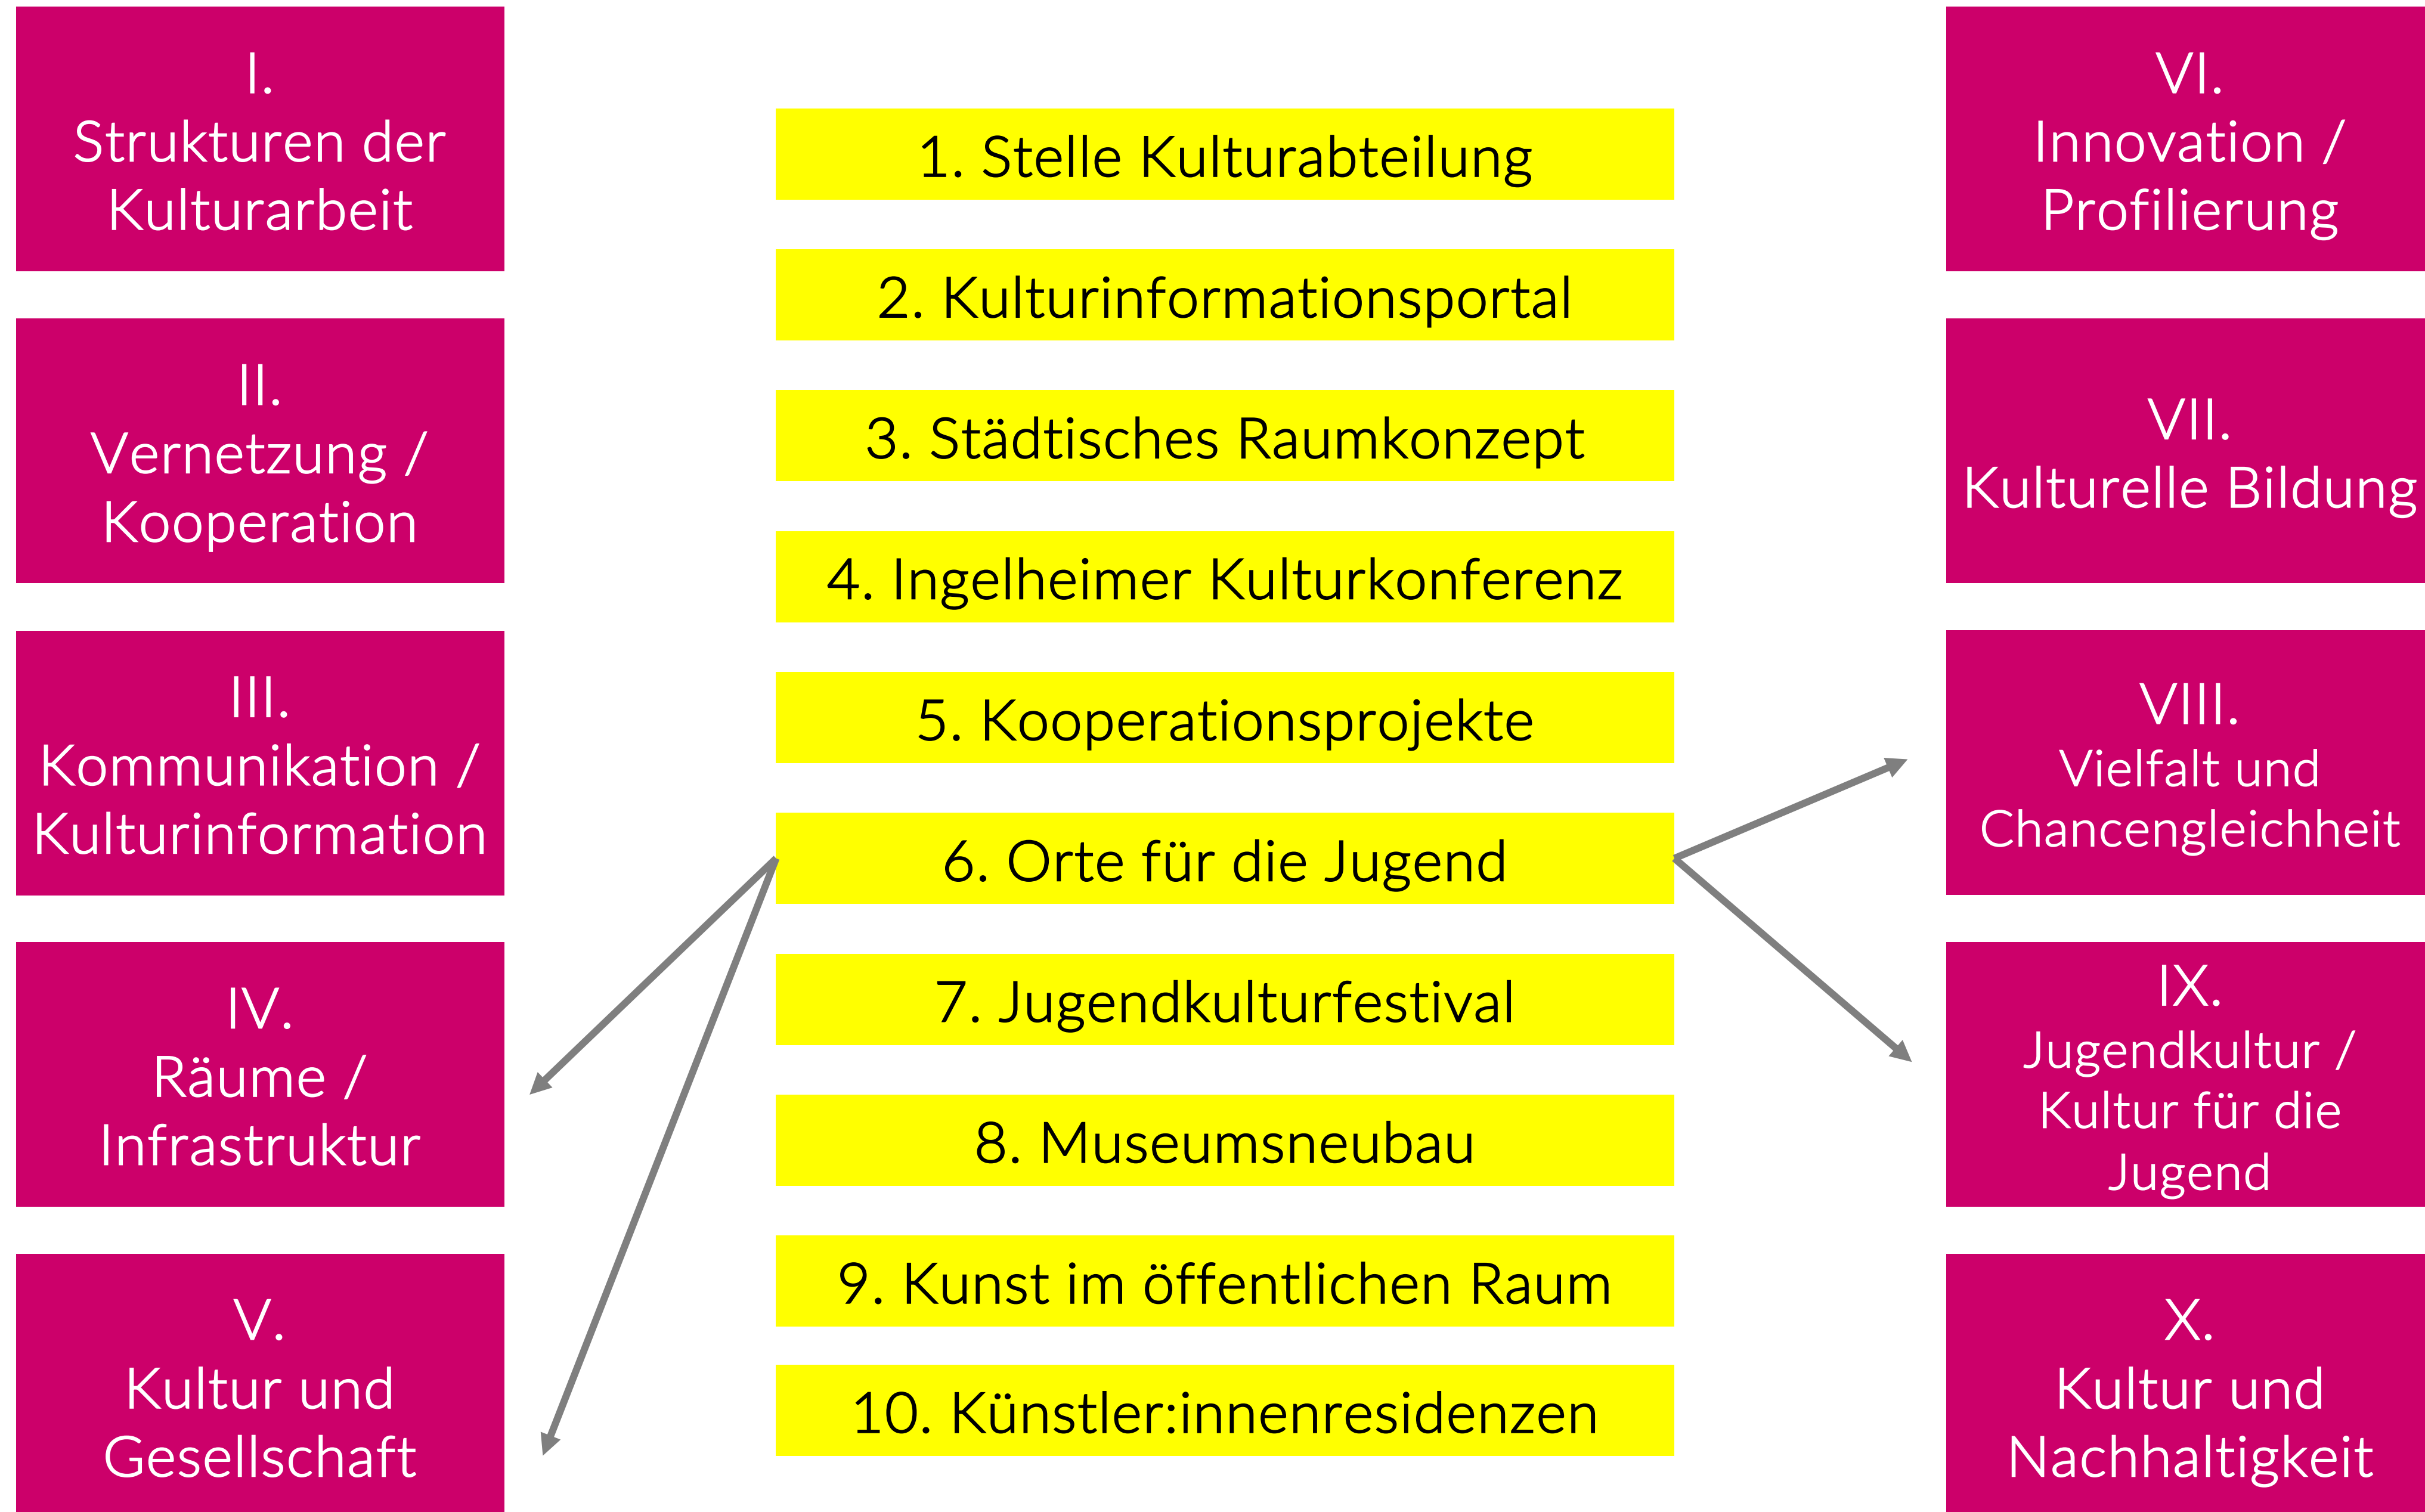 I.
Strukturen der
Kulturarbeit
II.
Vernetzung /
Kooperation
III.
Kommunikation /
Kulturinformation
IV.
Räume /
Infrastruktur
V.
Kultur und
Gesellschaft
1. Stelle Kulturabteilung
2. Kulturinformationsportal
3. Städtisches Raumkonzept
4. Ingelheimer Kulturkonferenz
5. Kooperationsprojekte
6. Orte für die Jugend
7. Jugendkulturfestival
8. Museumsneubau
9. Kunst im öffentlichen Raum
10. Künstler:innenresidenzen
VI.
Innovation /
Profilierung
VII.
Kulturelle Bildung
VIII.
Vielfalt und
Chancengleichheit
IX.
Jugendkultur /
Kultur für die
Jugend
X.
Kultur und
Nachhaltigkeit